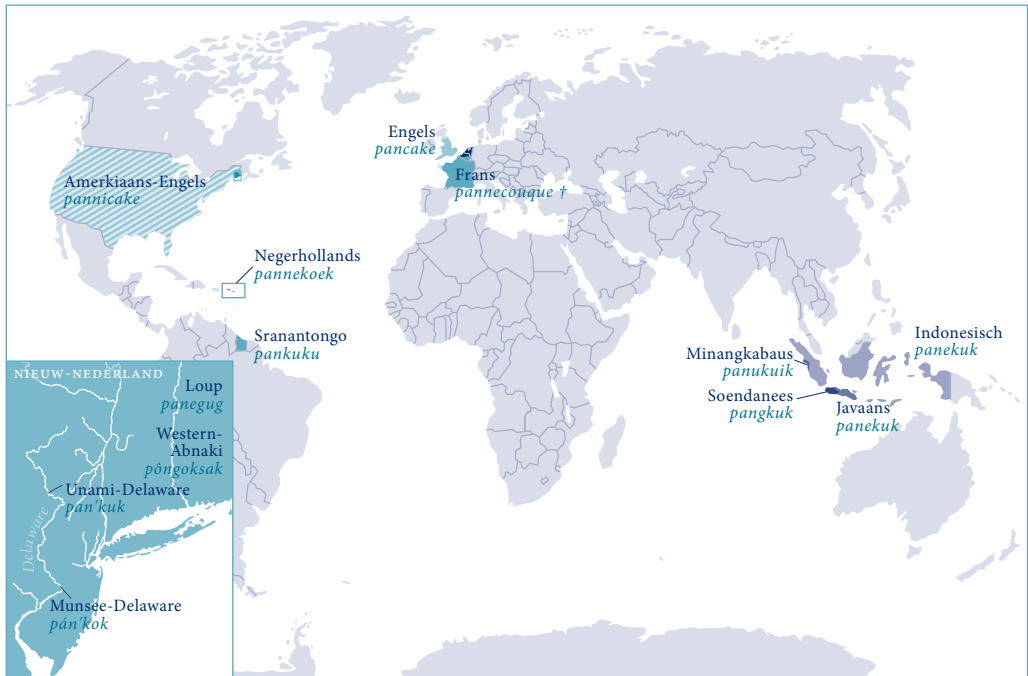 Engels
pancake
Frans
pannecouque †
Amerkiaans-Engels
pannicake
Negerhollands
pannekoek
Sranantongo
pankuku
Indonesisch
panekuk
Minangkabaus
panukuik
Soendanees
pangkuk
Javaans
panekuk
NIEUW-NEDERLAND
Loup
panegug
Western-
Abnaki
pôngoksak
Unami-Delaware
pán'kuk
Delaware
Munsee-Delaware
pán'kok